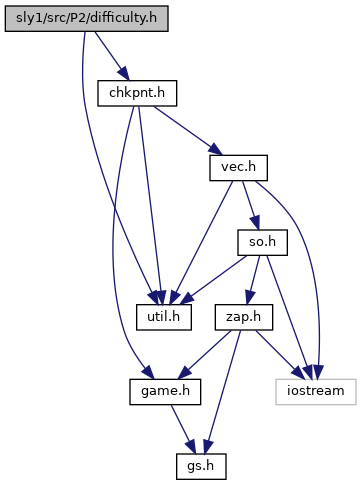 sly1/src/P2/difficulty.h
chkpnt.h
vec.h
so.h
util.h
zap.h
game.h
iostream
gs.h